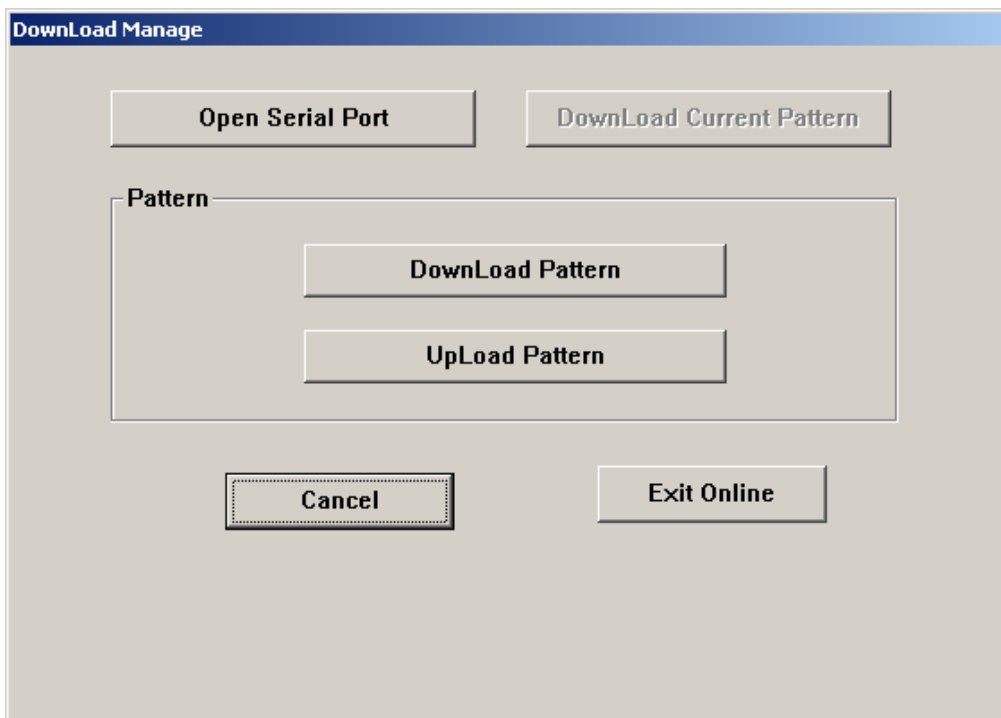 DownLoad Manage
Open Serial Port
DownLoad Current Pattern
Pattern
DownLoad Pattern
UpLoad Pattern
Cancel
Exit Online